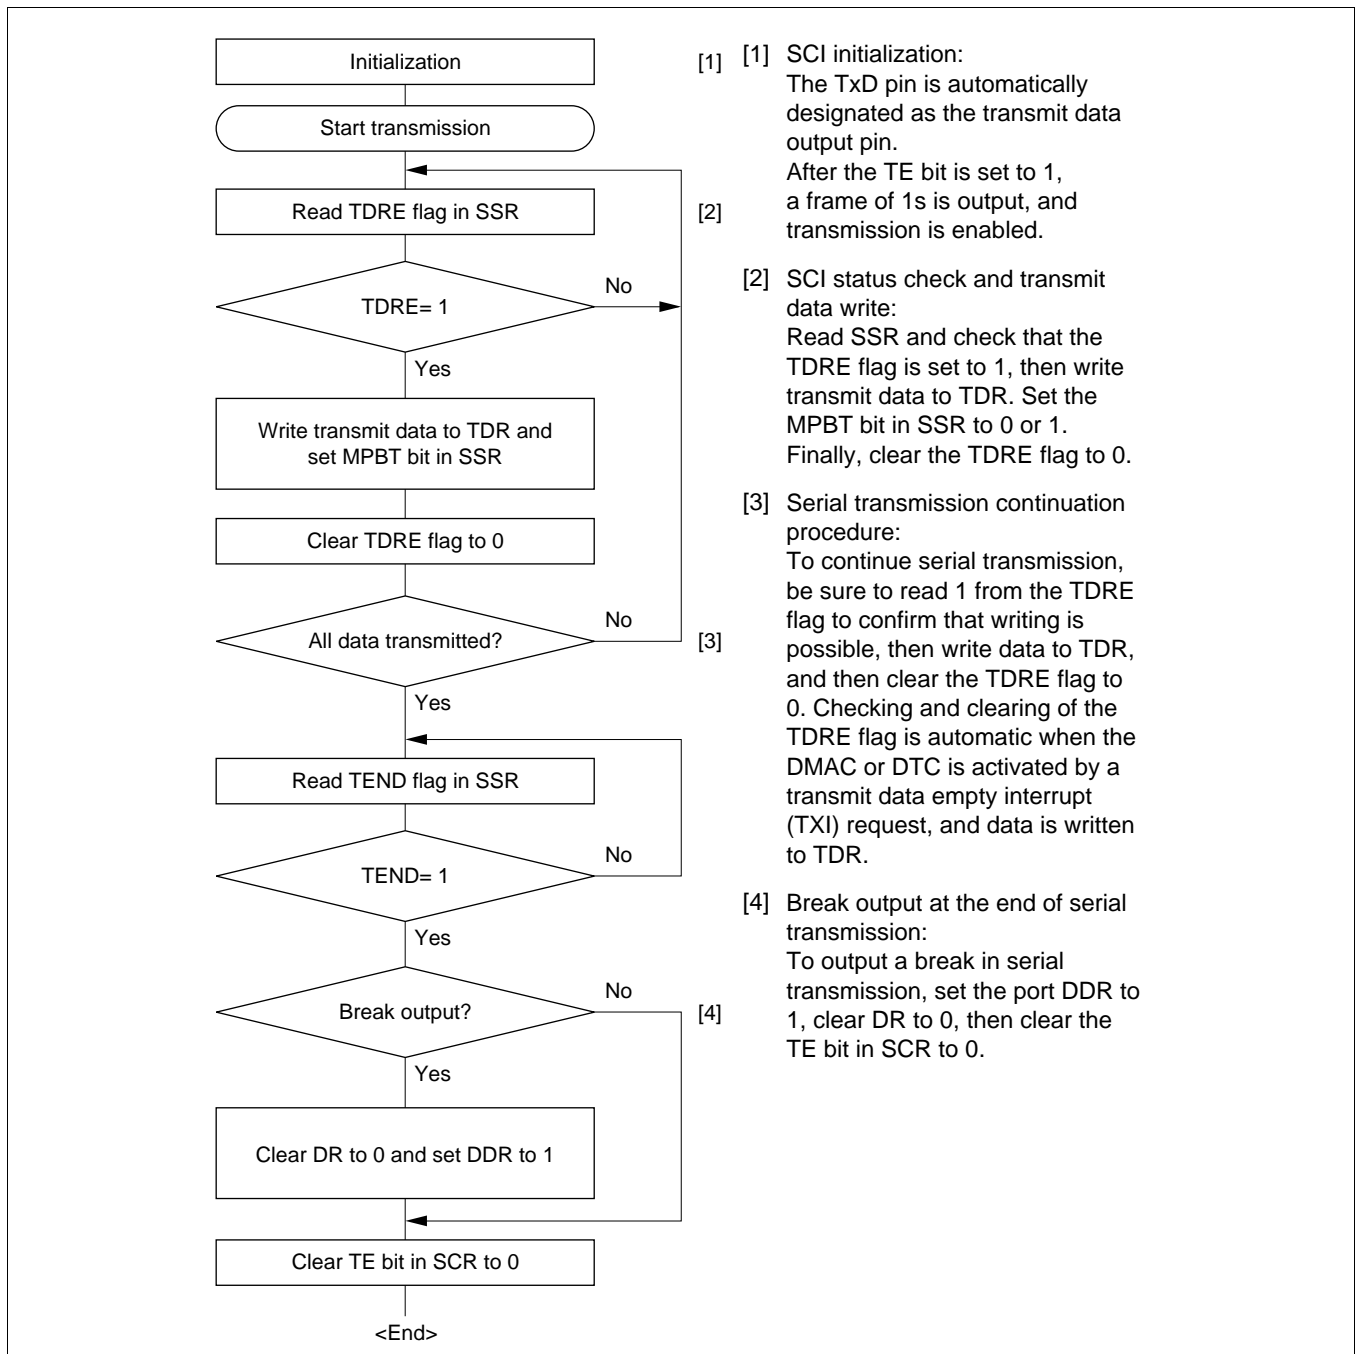 Initialization
[1]
Start transmission
Read TDRE flag in SSR
[2]
TDRE= 1
No
Yes
Write transmit data to TDR and
set MPBT bit in SSR
Clear TDRE flag to 0
All data transmitted?
No
[3]
Yes
Read TEND flag in SSR
TEND= 1
No
Yes
Break output?
No
[4]
Yes
Clear DR to 0 and set DDR to 1
Clear TE bit in SCR to 0
<End>
[1] SCI initialization:
The TxD pin is automatically
designated as the transmit data
output pin.
After the TE bit is set to 1,
a frame of 1s is output, and
transmission is enabled.
[2] SCI status check and transmit
data write:
Read SSR and check that the
TDRE flag is set to 1, then write
transmit data to TDR. Set the
MPBT bit in SSR to 0 or 1.
Finally, clear the TDRE flag to 0.
[3] Serial transmission continuation
procedure:
To continue serial transmission,
be sure to read 1 from the TDRE
flag to confirm that writing is
possible, then write data to TDR,
and then clear the TDRE flag to
0. Checking and clearing of the
TDRE flag is automatic when the
DMAC or DTC is activated by a
transmit data empty interrupt
(TXI) request, and data is written
to TDR.
[4] Break output at the end of serial
transmission:
To output a break in serial
transmission, set the port DDR to
1, clear DR to 0, then clear the
TE bit in SCR to 0.